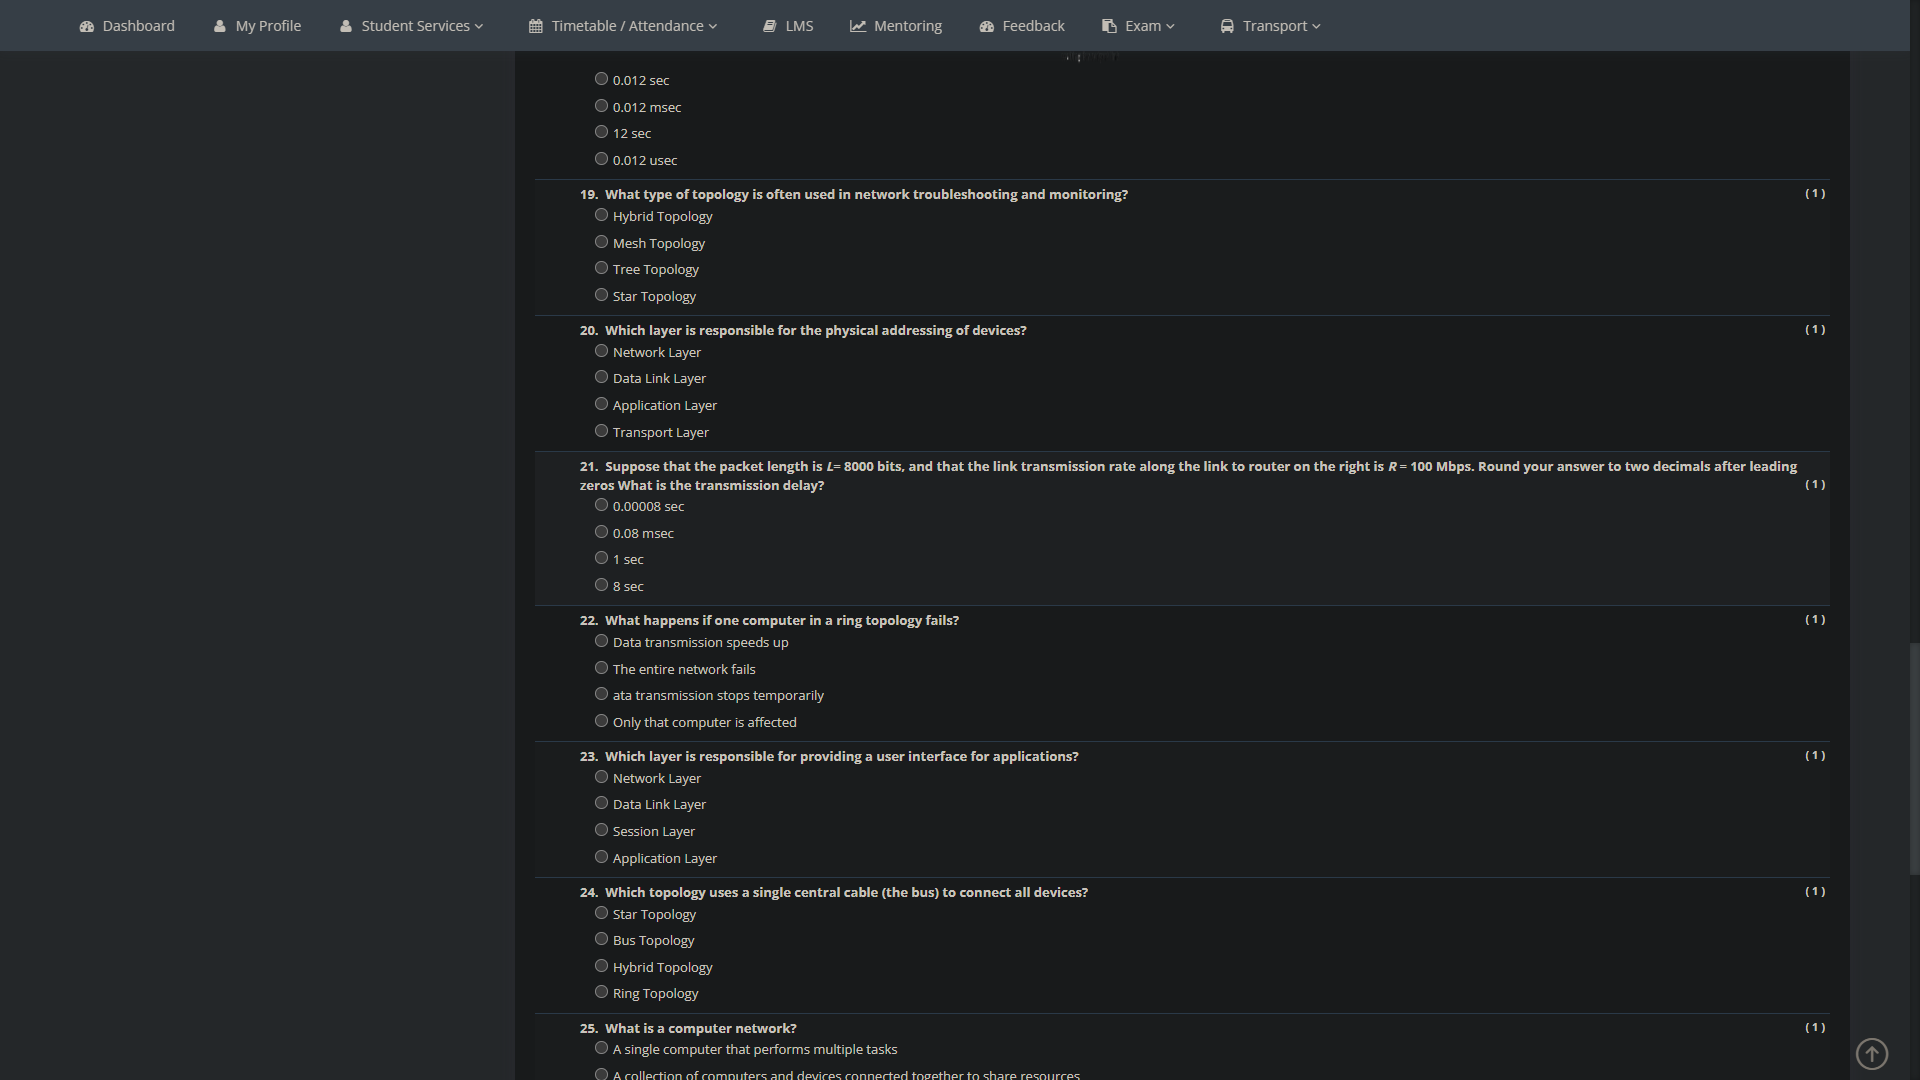 Dashboard My Profile Student Services Timetable / Attendance LMS Mentoring Feedback Exam Transport
0.012 sec
0.012 msec
12 sec
0.012 usec
19. What type of topology is often used in network troubleshooting and monitoring? ( 1 )
Hybrid Topology
Mesh Topology
Tree Topology
Star Topology
20. Which layer is responsible for the physical addressing of devices? ( 1 )
Network Layer
Data Link Layer
Application Layer
Transport Layer
21. Suppose that the packet length is L= 8000 bits, and that the link transmission rate along the link to router on the right is R = 100 Mbps. Round your answer to two decimals after leading
zeros What is the transmission delay? ( 1 )
0.00008 sec
0.08 msec
1 sec
8 sec
22. What happens if one computer in a ring topology fails? ( 1 )
Data transmission speeds up
The entire network fails
ata transmission stops temporarily
Only that computer is affected
23. Which layer is responsible for providing a user interface for applications? ( 1 )
Network Layer
Data Link Layer
Session Layer
Application Layer
24. Which topology uses a single central cable (the bus) to connect all devices? ( 1 )
Star Topology
Bus Topology
Hybrid Topology
Ring Topology
25. What is a computer network? ( 1 )
A single computer that performs multiple tasks
A collection of computers and devices connected together to share resources